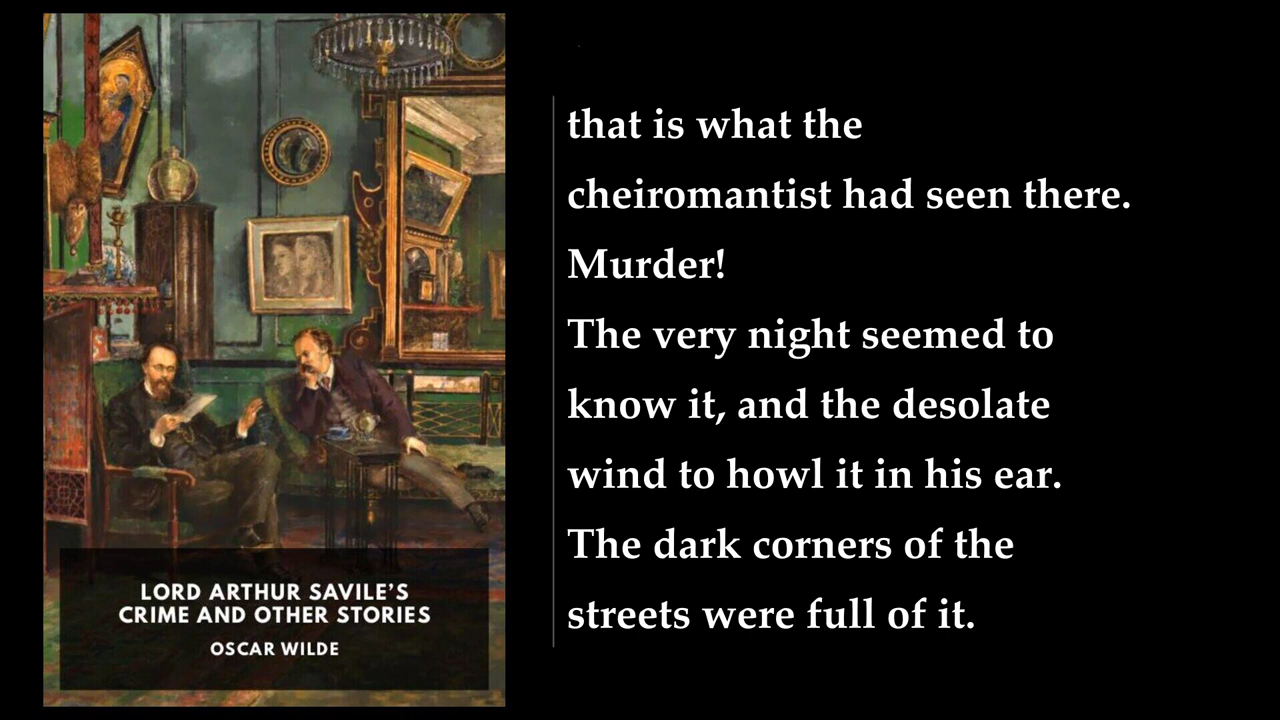 LORD ARTHUR SAVILE’S
CRIME AND OTHER STORIES
OSCAR WILDE
that is what the
cheiromantist had seen there.
Murder!
The very night seemed to
know it, and the desolate
wind to howl it in his ear.
The dark corners of the
streets were full of it.